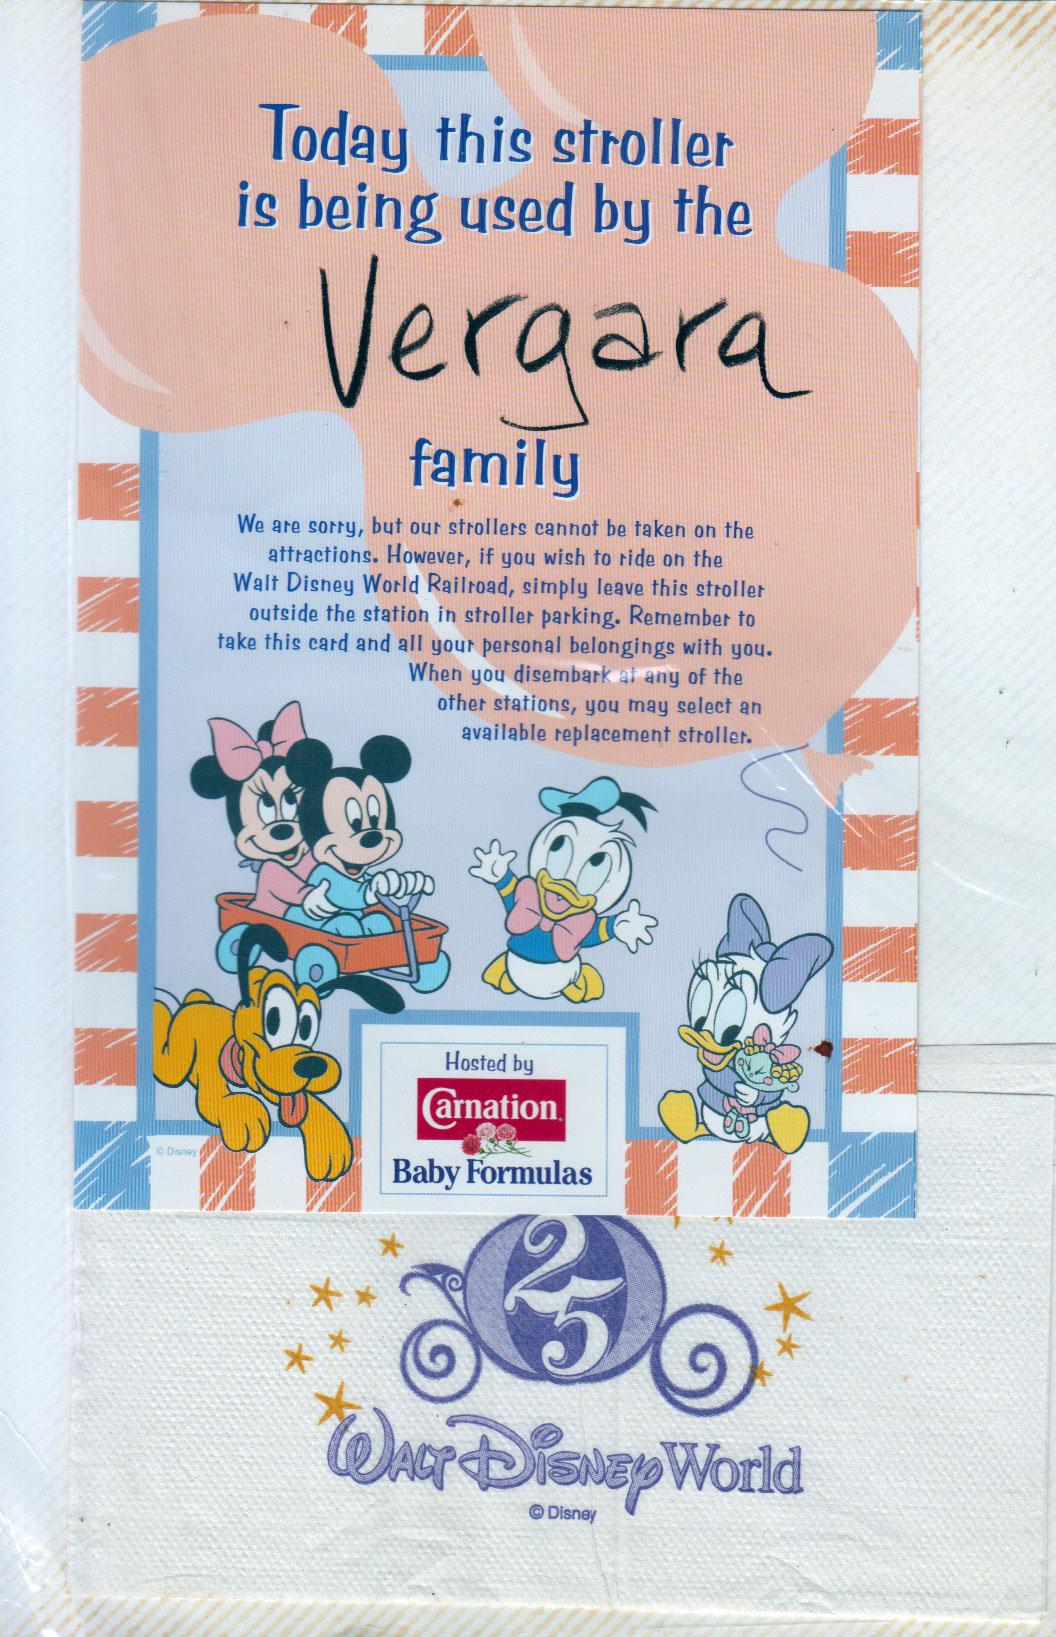 Today this stroller
is being used by the
Vergara
family
We are sorry, but our strollers cannot be taken on the
attractions. However, if you wish to ride on the
Walt Disney World Railroad, simply leave this stroller
outside the station in stroller parking. Remember to
take this card and all your personal belongings with you.
When you disembark at any of the
other stations, you may select an
available replacement stroller.
Hosted by
Carnation®
Baby Formulas
© Disney
25
Walt Disney World
© Disney